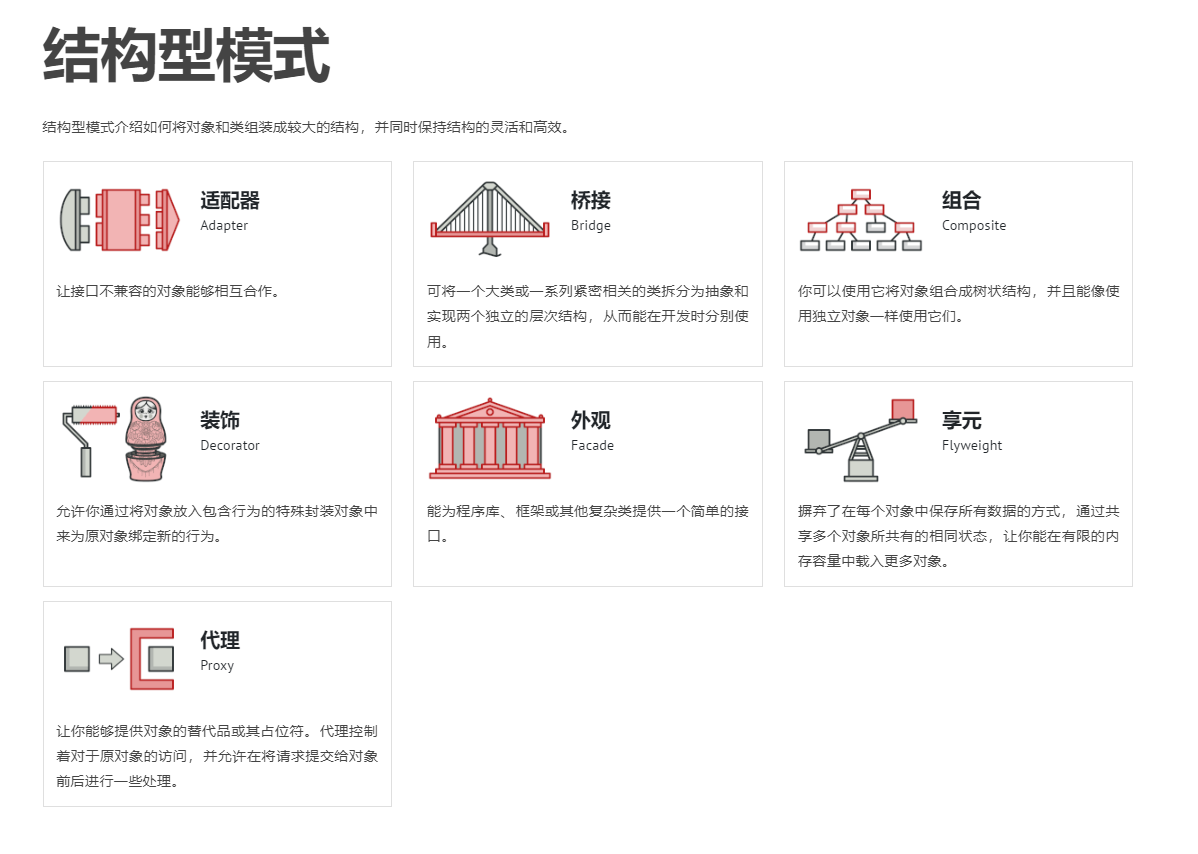 结构型模式
结构型模式介绍如何将对象和类组装成较大的结构，并同时保持结构的灵活和高效。
适配器
Adapter
让接口不兼容的对象能够相互合作。
桥接
Bridge
可将一个大类或一系列紧密相关的类拆分为抽象和
实现两个独立的层次结构，从而能在开发时分别使
用。
组合
Composite
你可以使用它将对象组合成树状结构，并且能像使
用独立对象一样使用它们。
装饰
Decorator
允许你通过将对象放入包含行为的特殊封装对象中
来为原对象绑定新的行为。
外观
Facade
能为程序库、框架或其他复杂类提供一个简单的接
口。
享元
Flyweight
摒弃了在每个对象中保存所有数据的方式，通过共
享多个对象所共有的相同状态，让你能在有限的内
存容量中载入更多对象。
代理
Proxy
让你能够提供对象的替代品或其占位符。代理控制
着对于原对象的访问，并允许在将请求提交给对象
前后进行一些处理。